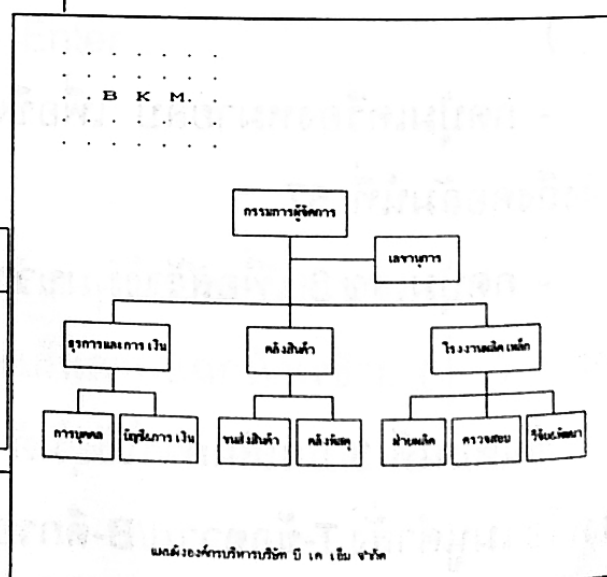 B K M
กรรมการผู้จัดการ
เลขานุการ
ธุรการและการเงิน
คลังสินค้า
โรงงานผลิตเหล็ก
การบุคคล
บัญชีและการเงิน
ขนส่งสินค้า
คลังพัสดุ
ฝ่ายผลิต
ตรวจสอบ
วิจัยและพัฒนา
แผนผังองค์กรบริหารบริษัท บี เค เอ็ม จำกัด